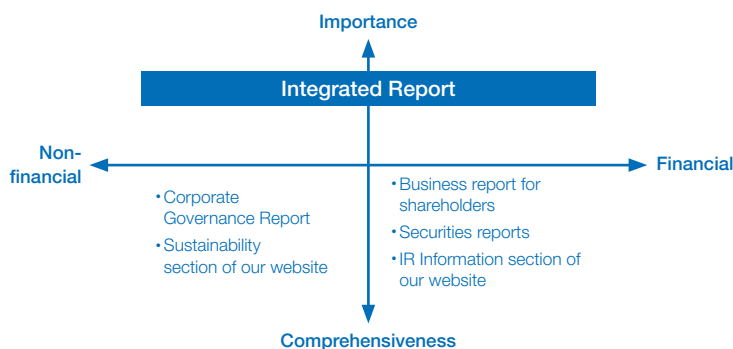 Importance
Integrated Report
Non-
financial
Financial
• Corporate
Governance Report
• Sustainability
section of our website
• Business report for
shareholders
• Securities reports
• IR Information section of
our website
Comprehensiveness